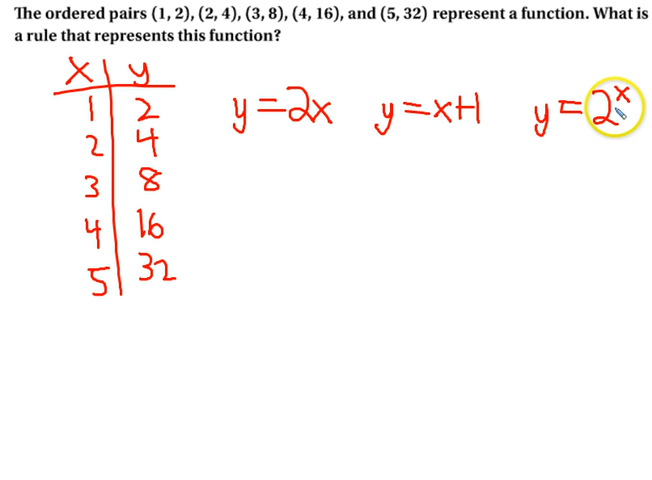 The ordered pairs (1, 2), (2, 4), (3, 8), (4, 16), and (5, 32) represent a function. What is
a rule that represents this function?
x | y
1 | 2
2 | 4
3 | 8
4 | 16
5 | 32
y=2x y=x+1 y=2ˣ